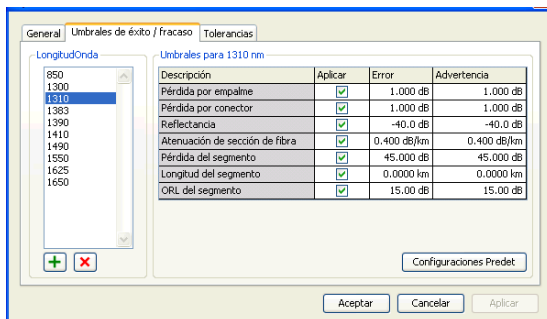 General Umbrales de éxito / fracaso Tolerancias
LongitudOnda
850
1300
1310
1383
1390
1410
1490
1550
1625
1650
Umbrales para 1310 nm
Descripción Aplicar Error Advertencia
Pérdida por empalme 1.000 dB 1.000 dB
Pérdida por conector 1.000 dB 1.000 dB
Reflectancia -40.0 dB -40.0 dB
Atenuación de sección de fibra 0.400 dB/km 0.400 dB/km
Pérdida del segmento 45.000 dB 45.000 dB
Longitud del segmento 0.0000 km 0.0000 km
ORL del segmento 15.00 dB 15.00 dB
Configuraciones Predet
Aceptar Cancelar Aplicar